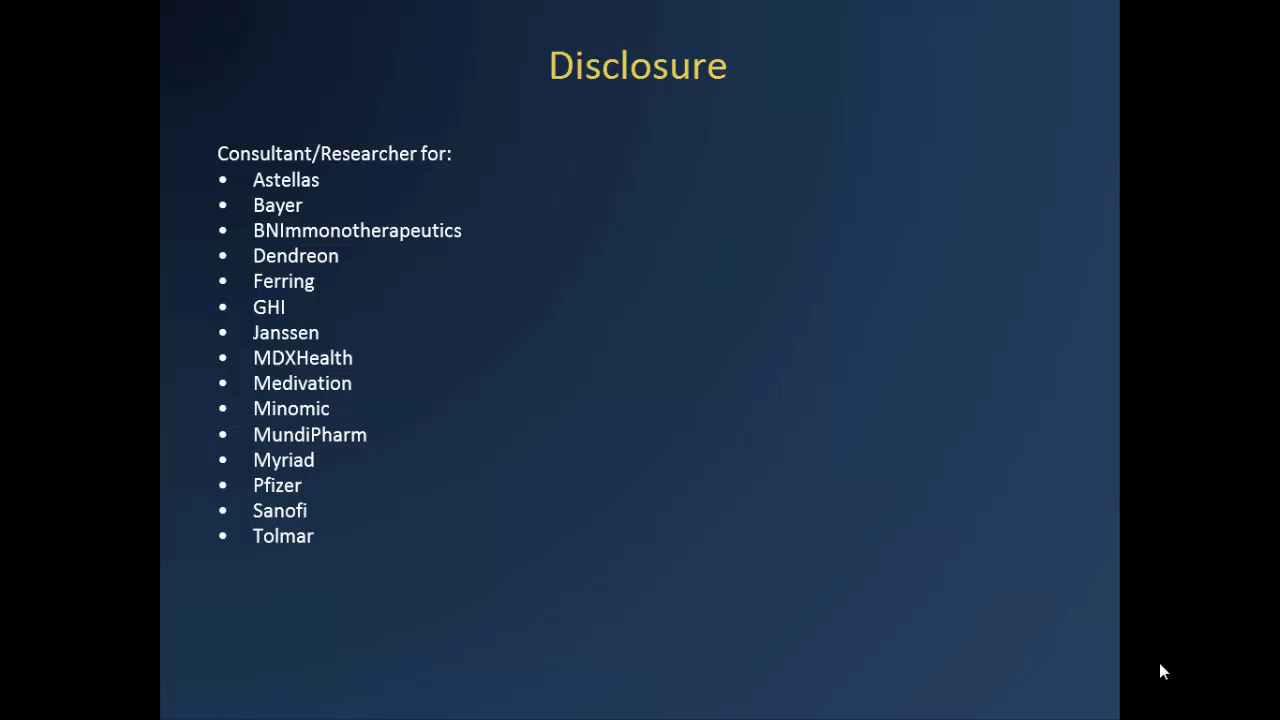 Disclosure
Consultant/Researcher for:
• Astellas
• Bayer
• BNImmonotherapeutics
• Dendreon
• Ferring
• GHI
• Janssen
• MDXHealth
• Medivation
• Minomic
• MundiPharm
• Myriad
• Pfizer
• Sanofi
• Tolmar